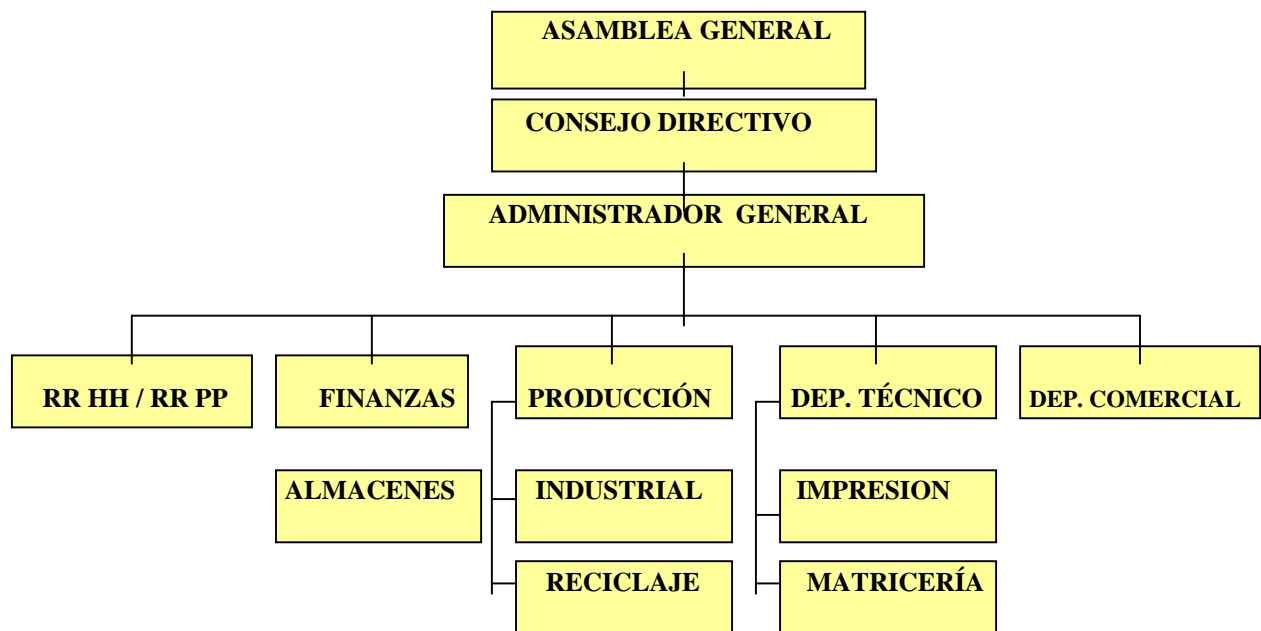 ASAMBLEA GENERAL
CONSEJO DIRECTIVO
ADMINISTRADOR GENERAL
RR HH / RR PP
FINANZAS
PRODUCCIÓN
DEP. TÉCNICO
DEP. COMERCIAL
ALMACENES
INDUSTRIAL
IMPRESION
RECICLAJE
MATRICERÍA